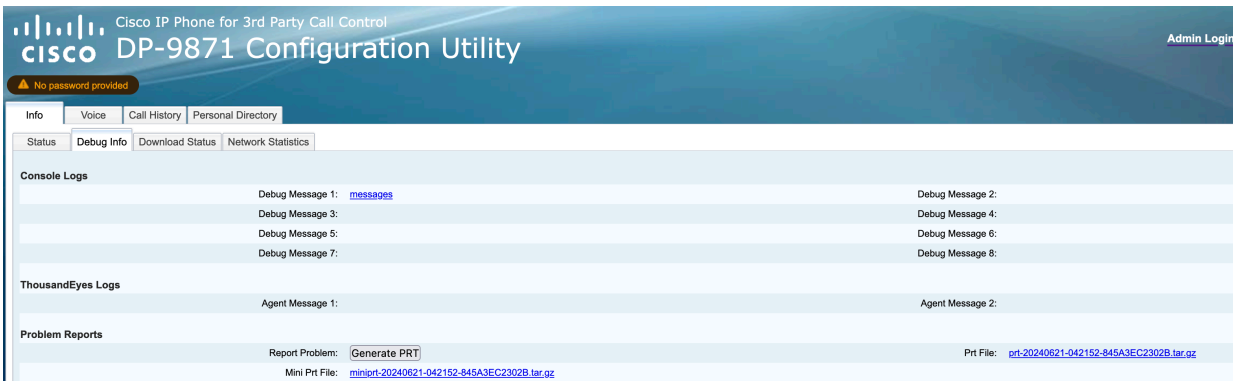 Cisco IP Phone for 3rd Party Call Control
CISCO DP-9871 Configuration Utility
Admin Login
No password provided
Info Voice Call History Personal Directory
Status Debug Info Download Status Network Statistics
Console Logs
Debug Message 1: messages Debug Message 2:
Debug Message 3: Debug Message 4:
Debug Message 5: Debug Message 6:
Debug Message 7: Debug Message 8:
ThousandEyes Logs
Agent Message 1: Agent Message 2:
Problem Reports
Report Problem: Generate PRT Prt File: prt-20240621-042152-845A3EC2302B.tar.gz
Mini Prt File: miniprt-20240621-042152-845A3EC2302B.tar.gz